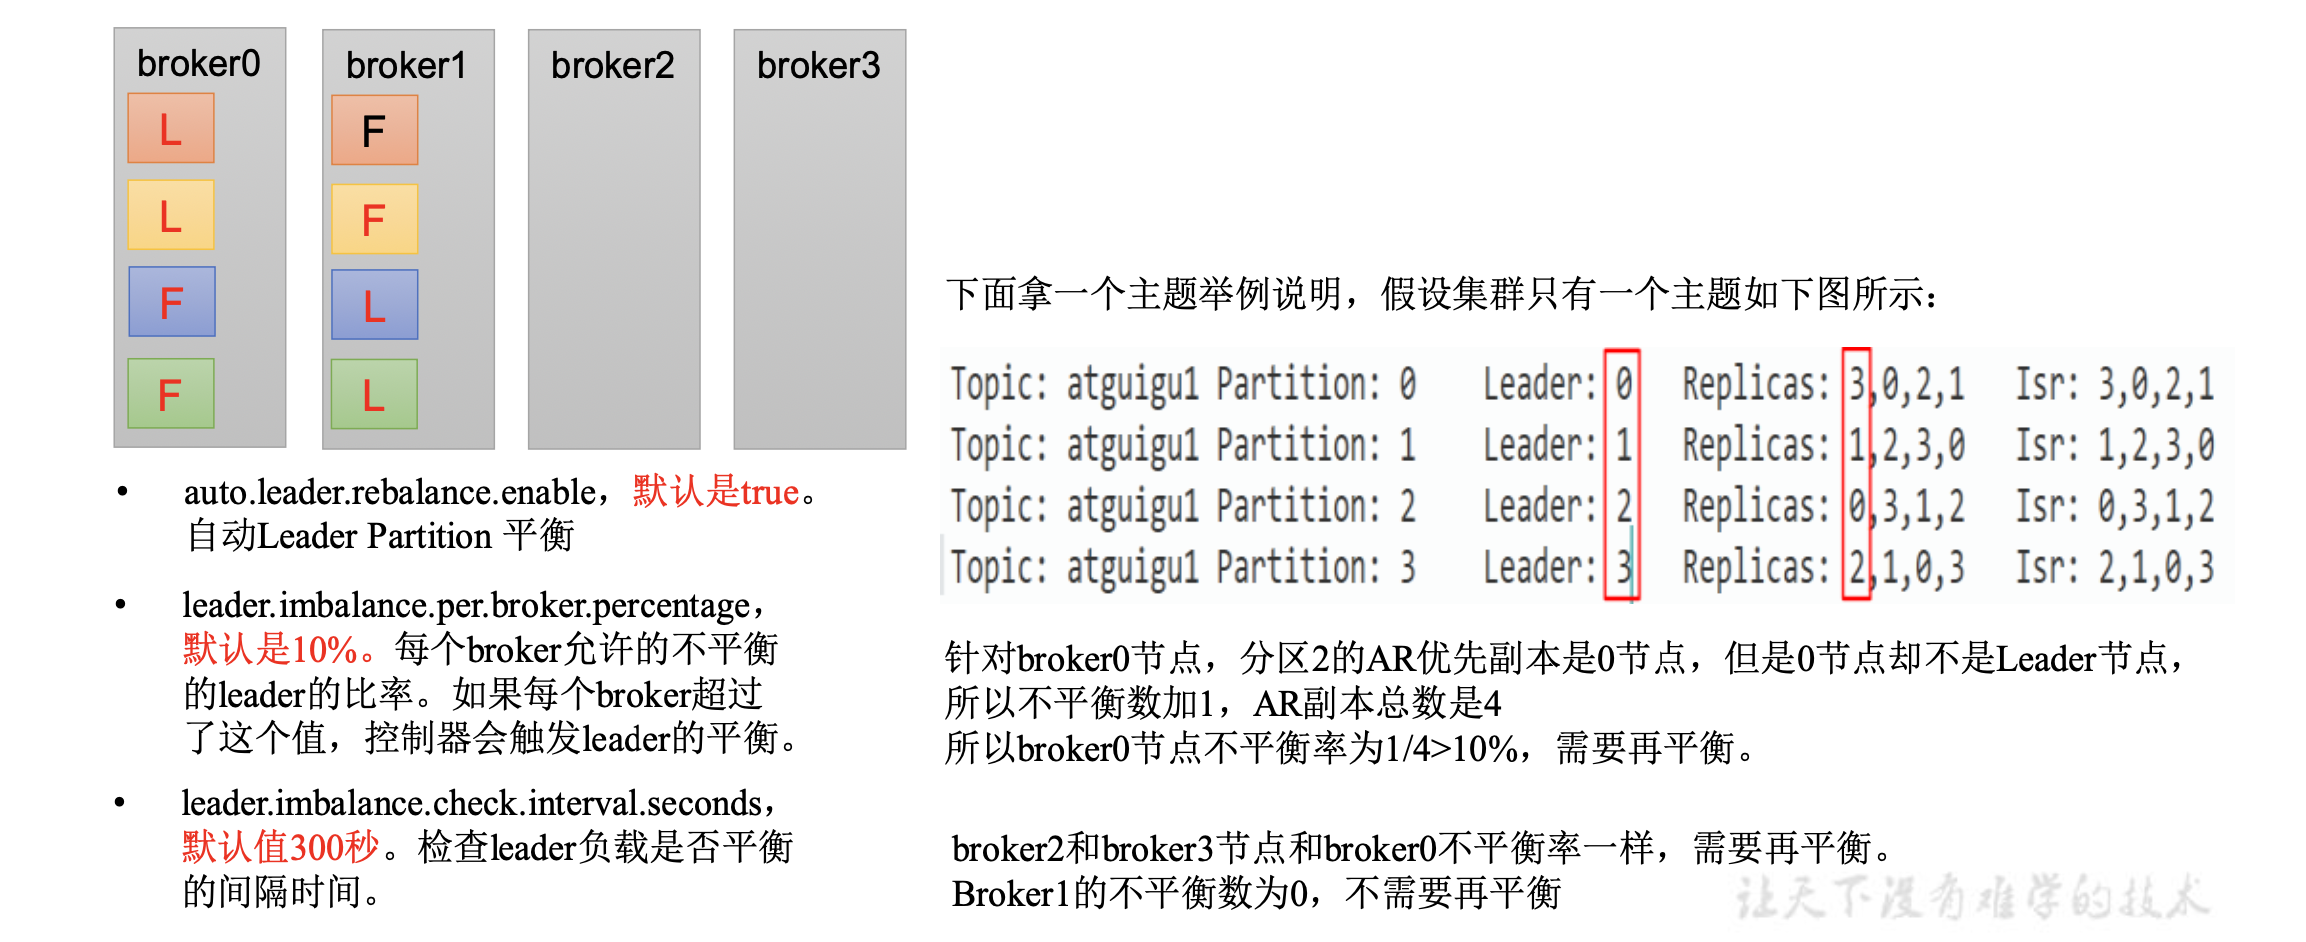 broker0
broker1
broker2
broker3
L
F
L
F
F
L
F
L
auto.leader.rebalance.enable，默认是true。
自动Leader Partition 平衡
leader.imbalance.per.broker.percentage，
默认是10%。每个broker允许的不平衡
的leader的比率。如果每个broker超过
了这个值，控制器会触发leader的平衡。
leader.imbalance.check.interval.seconds，
默认值300秒。检查leader负载是否平衡
的间隔时间。
下面拿一个主题举例说明，假设集群只有一个主题如下图所示：
Topic: atguigu1 Partition: 0 Leader: 0 Replicas: 3,0,2,1 Isr: 3,0,2,1
Topic: atguigu1 Partition: 1 Leader: 1 Replicas: 1,2,3,0 Isr: 1,2,3,0
Topic: atguigu1 Partition: 2 Leader: 2 Replicas: 0,3,1,2 Isr: 0,3,1,2
Topic: atguigu1 Partition: 3 Leader: 3 Replicas: 2,1,0,3 Isr: 2,1,0,3
针对broker0节点，分区2的AR优先副本是0节点，但是0节点却不是Leader节点，
所以不平衡数加1，AR副本总数是4
所以broker0节点不平衡率为1/4>10%，需要再平衡。
broker2和broker3节点和broker0不平衡率一样，需要再平衡。
Broker1的不平衡数为0，不需要再平衡
让天下没有难学的技术